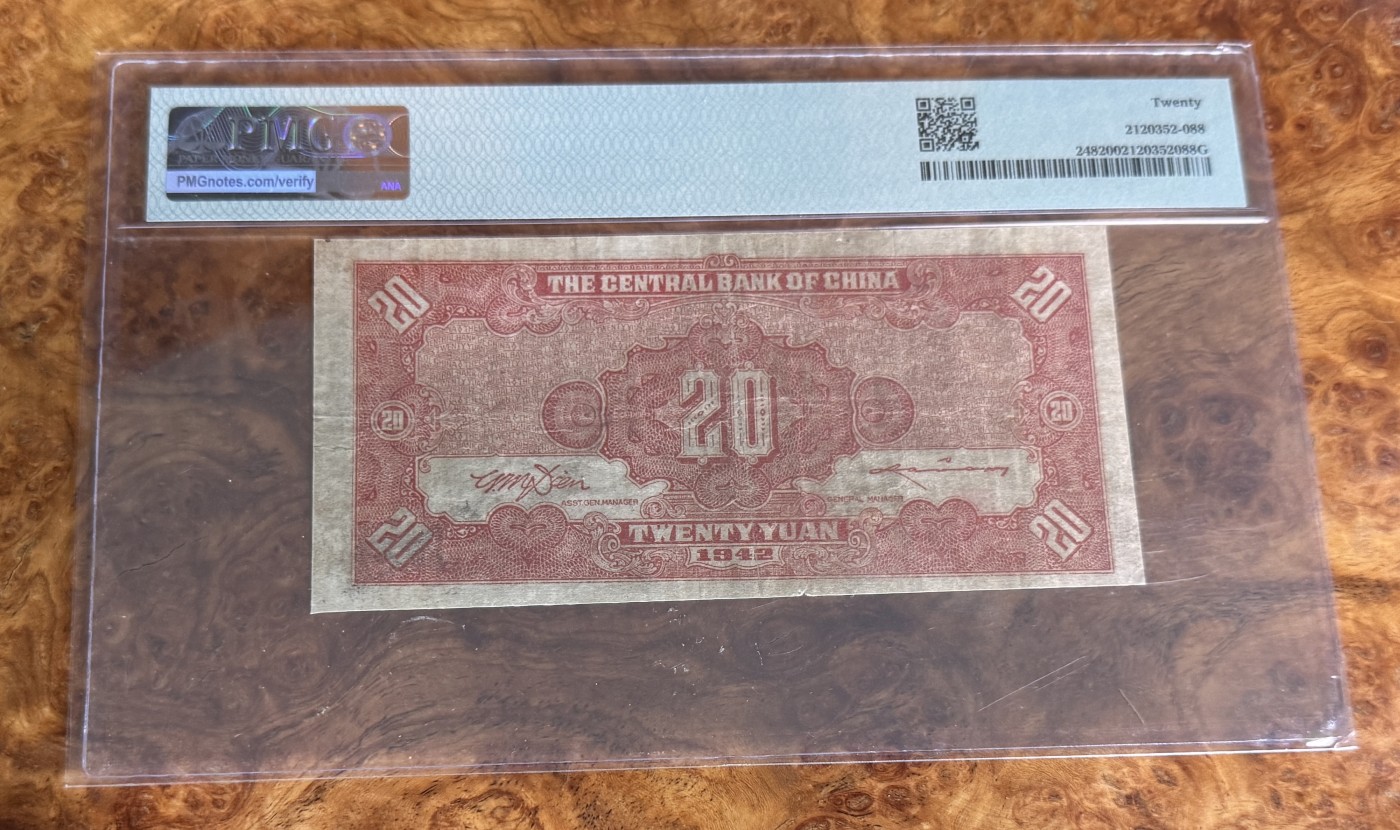 PMG
PMGnotes.com/verify
ANA
Twenty
2120352-088
2482002120352088G
THE CENTRAL BANK OF CHINA
20
20
20
20
20
ASST.GEN.MANAGER
GENERAL MANAGER
20
TWENTY YUAN
20
1942